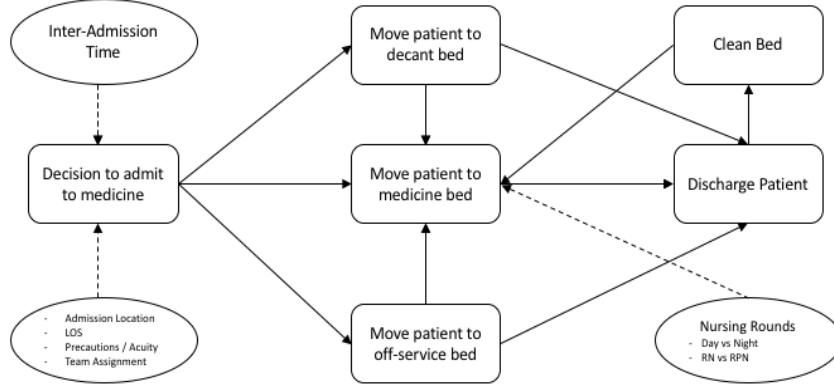 Inter-Admission
Time
Move patient to
decant bed
Clean Bed
Decision to admit
to medicine
Move patient to
medicine bed
Discharge Patient
- Admission Location
- LOS
- Precautions / Acuity
- Team Assignment
Move patient to
off-service bed
Nursing Rounds
- Day vs Night
- RN vs RPN